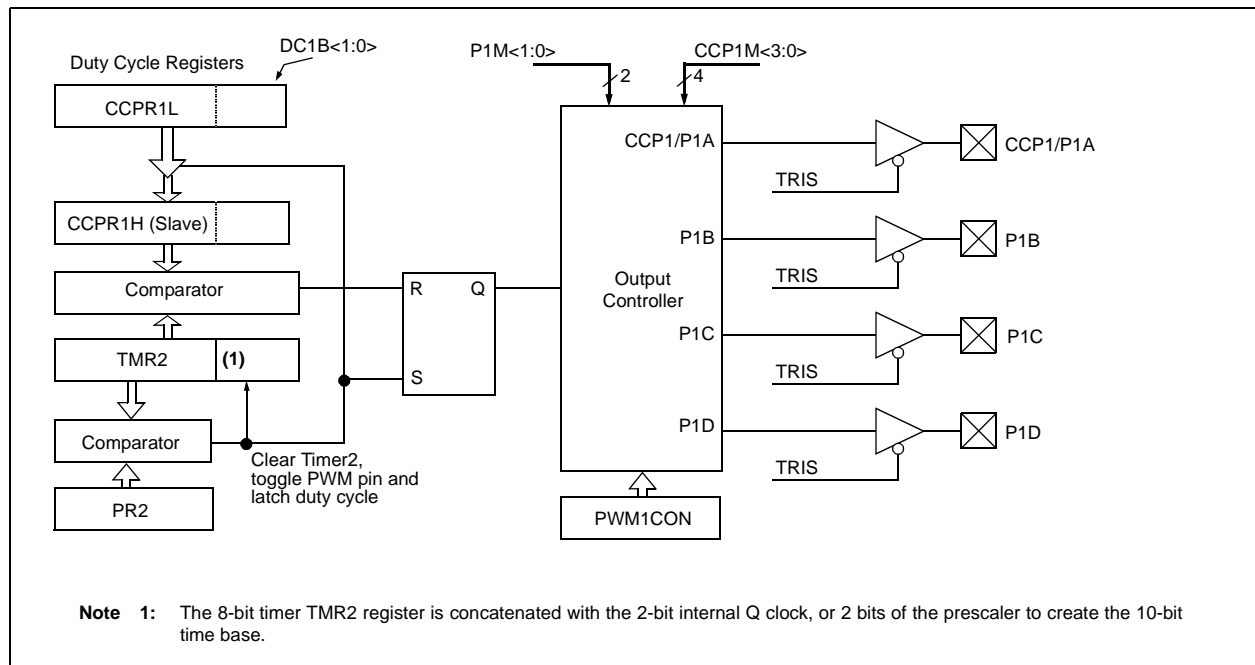 DC1B<1:0>
Duty Cycle Registers
CCPR1L
CCPR1H (Slave)
Comparator
TMR2 (1)
Comparator
PR2
Clear Timer2,
toggle PWM pin and
latch duty cycle
R Q
S
P1M<1:0>
2
CCP1M<3:0>
4
Output
Controller
CCP1/P1A
TRIS
CCP1/P1A
P1B
TRIS
P1B
P1C
TRIS
P1C
P1D
TRIS
P1D
PWM1CON
Note 1: The 8-bit timer TMR2 register is concatenated with the 2-bit internal Q clock, or 2 bits of the prescaler to create the 10-bit
time base.